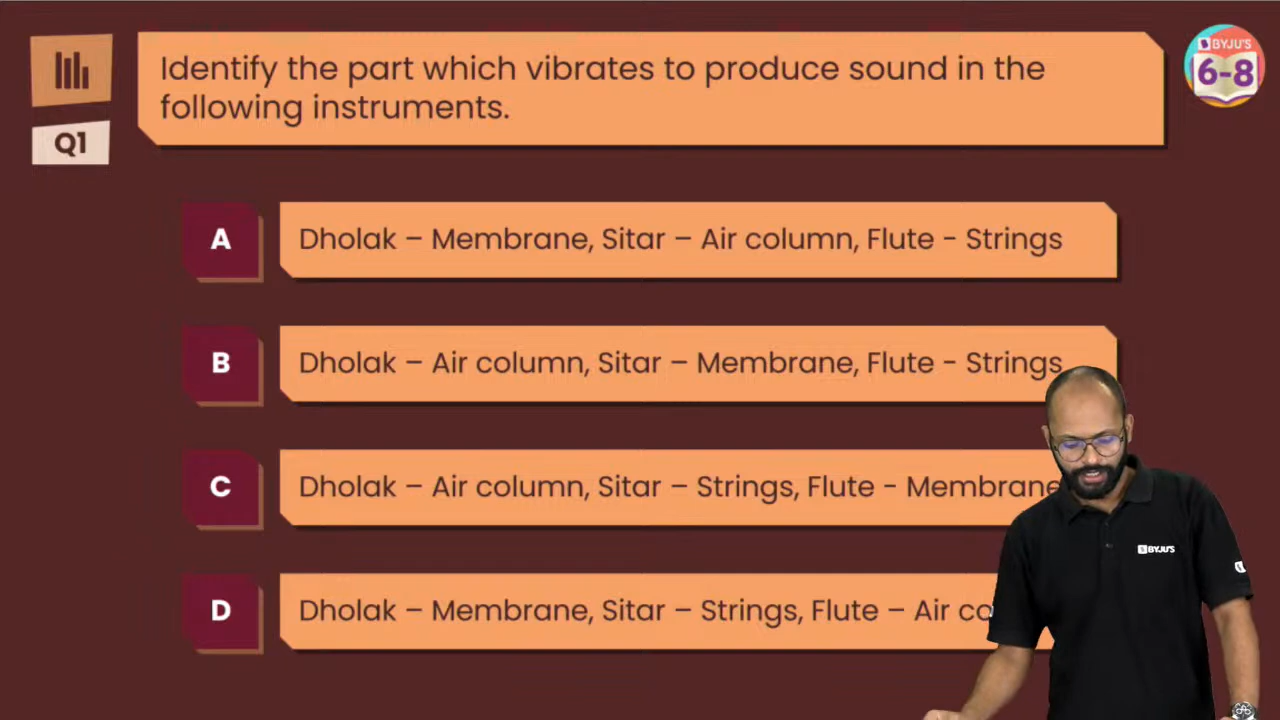 BYJU'S
6-8
Identify the part which vibrates to produce sound in the
following instruments.
Q1
A
Dholak – Membrane, Sitar – Air column, Flute - Strings
B
Dholak – Air column, Sitar – Membrane, Flute - Strings
C
Dholak – Air column, Sitar – Strings, Flute - Membrane
D
Dholak – Membrane, Sitar – Strings, Flute – Air
BYJU'S